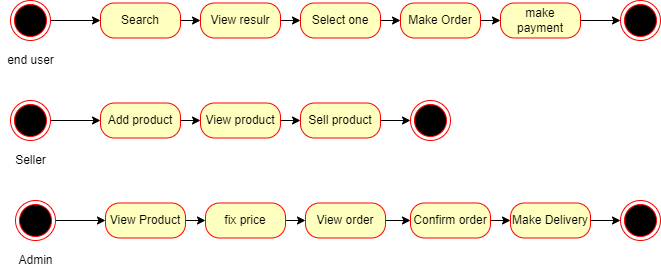 Search
View resulr
Select one
Make Order
make
payment
end user
Add product
View product
Sell product
Seller
View Product
fix price
View order
Confirm order
Make Delivery
Admin